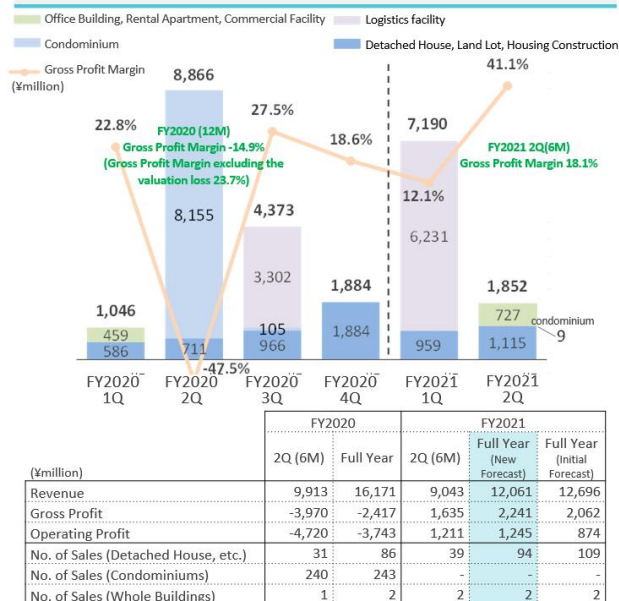 Office Building, Rental Apartment, Commercial Facility Logistics facility
Condominium Detached House, Land Lot, Housing Construction
Gross Profit Margin
(¥million)
8,866
41.1%
22.8%
27.5%
7,190
FY2020 (12M)
Gross Profit Margin -14.9%
(Gross Profit Margin excluding the
valuation loss 23.7%)
18.6%
FY2021 2Q(6M)
Gross Profit Margin 18.1%
12.1%
8,155
4,373
6,231
3,302
1,884
1,852
1,046
727
condominium
9
459
105
1,884
586
711
966
959
1,115
-47.5%
FY2020 FY2020 FY2020 FY2020 FY2021 FY2021
1Q 2Q 3Q 4Q 1Q 2Q
FY2020 FY2021
2Q (6M) Full Year 2Q (6M) Full Year (New Forecast) Full Year (Initial Forecast)
(¥million)
Revenue 9,913 16,171 9,043 12,061 12,696
Gross Profit -3,970 -2,417 1,635 2,241 2,062
Operating Profit -4,720 -3,743 1,211 1,245 874
No. of Sales (Detached House, etc.) 31 86 39 94 109
No. of Sales (Condominiums) 240 243 - - -
No. of Sales (Whole Buildings) 1 2 2 2 2